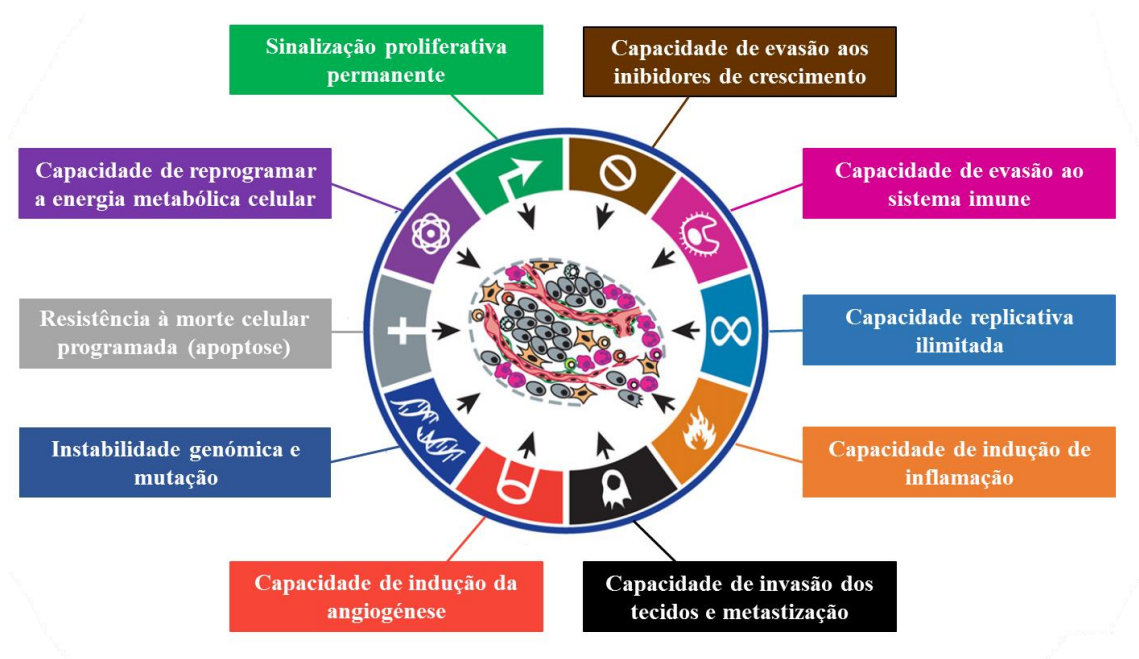 Sinalização proliferativa
permanente
Capacidade de evasão aos
inibidores de crescimento
Capacidade de reprogramar
a energia metabólica celular
Capacidade de evasão ao
sistema imune
Resistência à morte celular
programada (apoptose)
Capacidade replicativa
ilimitada
Instabilidade genómica e
mutação
Capacidade de indução de
inflamação
Capacidade de indução da
angiogénese
Capacidade de invasão dos
tecidos e metastização